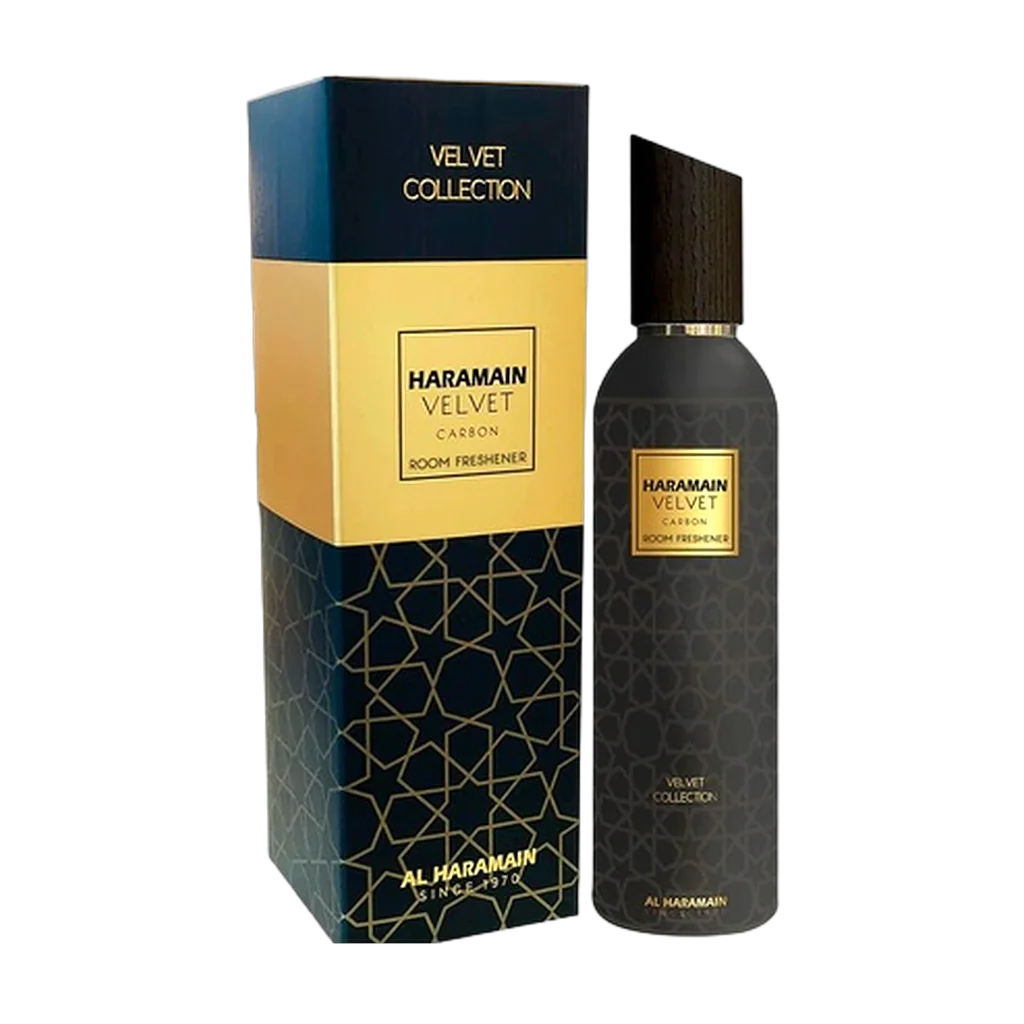 VELVET
COLLECTION
HARAMAIN
VELVET
CARBON
ROOM FRESHENER
AL HARAMAIN
SINCE 1970
HARAMAIN
VELVET
CARBON
ROOM FRESHENER
VELVET
COLLECTION
AL HARAMAIN